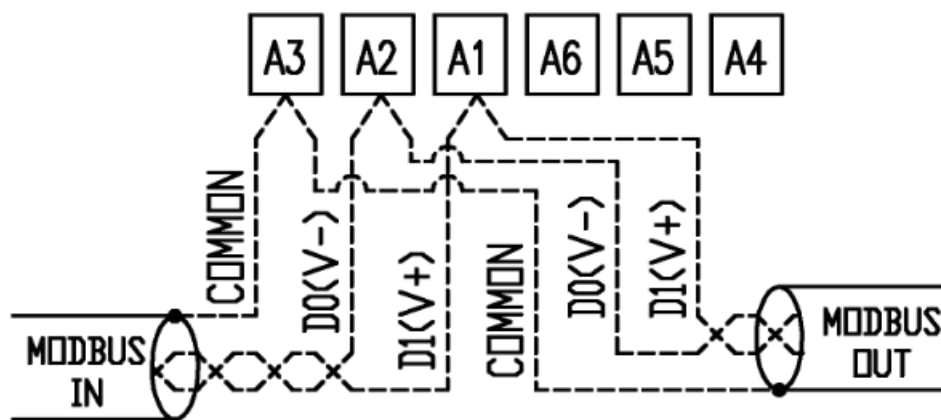 A3 A2 A1 A6 A5 A4
COMMON
D0(V-)
D1(V+)
COMMON
D0(V-)
D1(V+)
MODBUS
IN
MODBUS
OUT